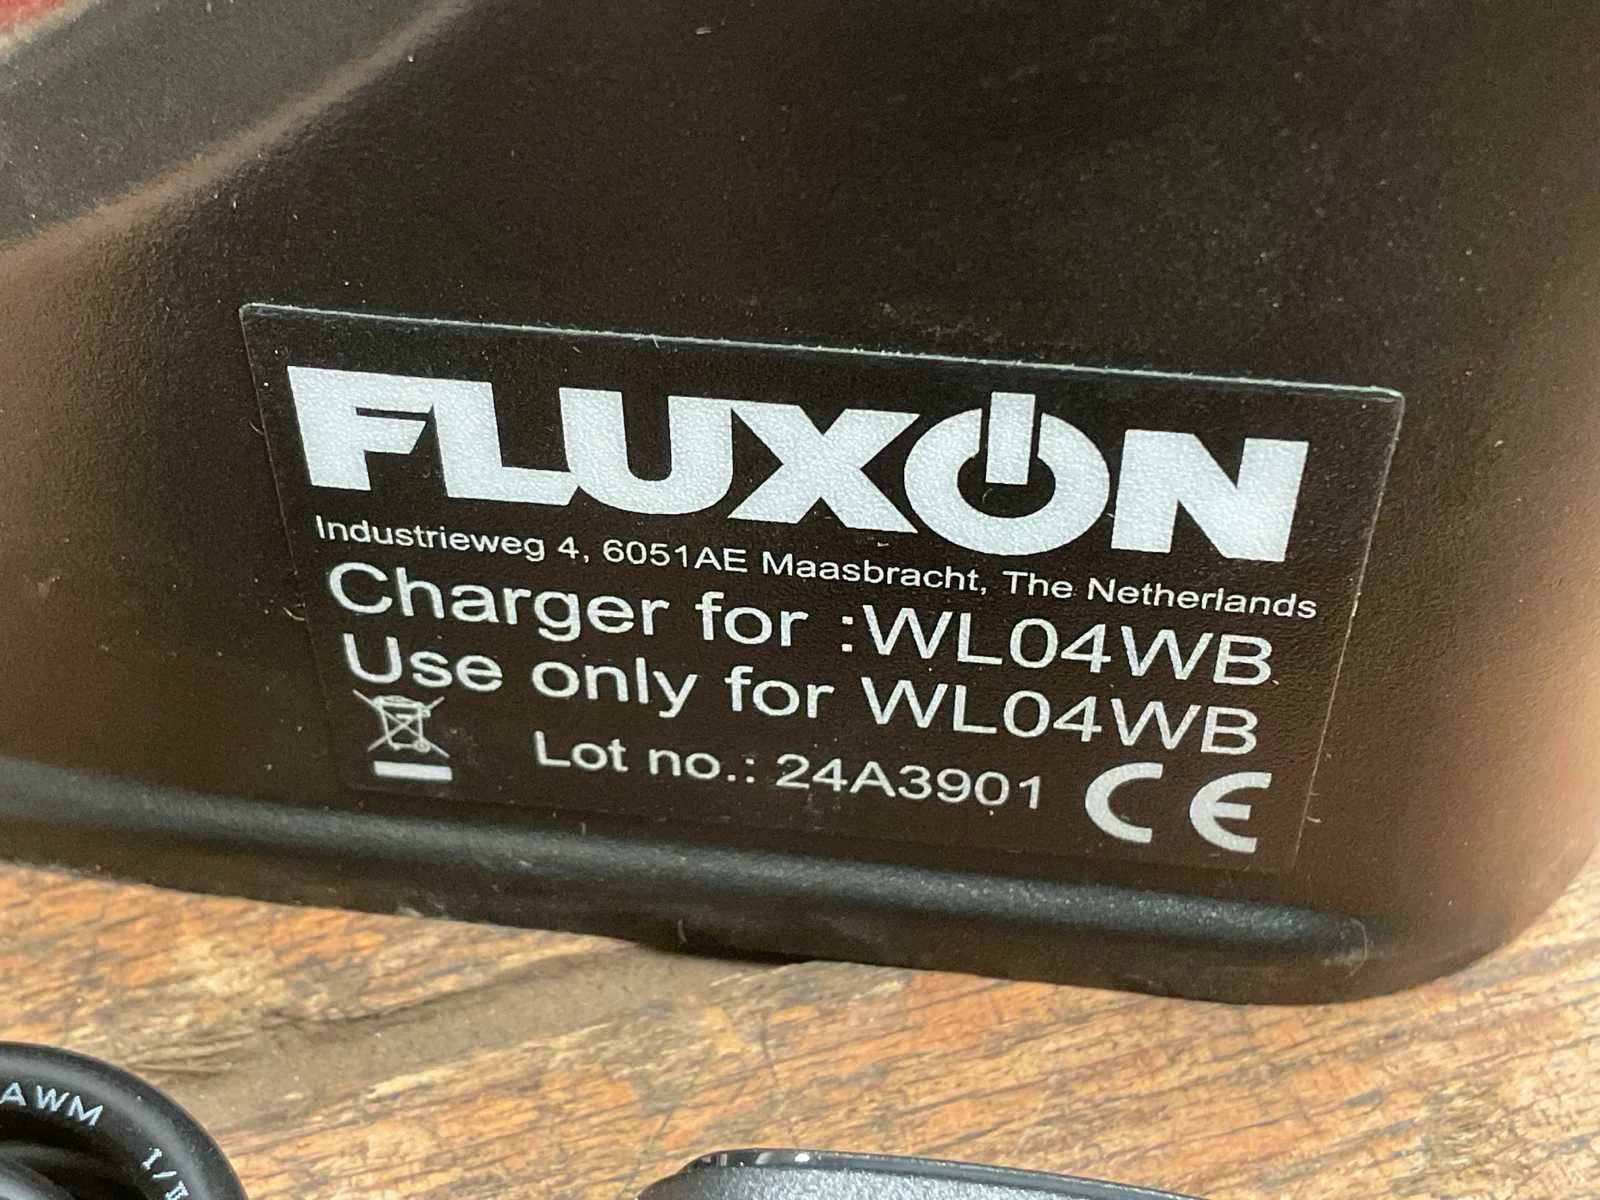 FLUXON
Industrieweg 4, 6051AE Maasbracht, The Netherlands
Charger for :WL04WB
Use only for WL04WB
Lot no.: 24A3901
CE
AWM
I/II